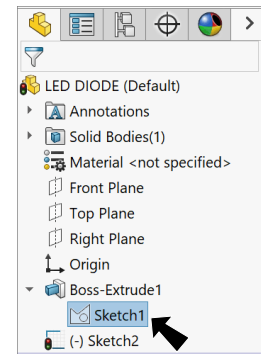 LED DIODE (Default)
Annotations
Solid Bodies(1)
Material <not specified>
Front Plane
Top Plane
Right Plane
Origin
Boss-Extrude1
Sketch1
(-) Sketch2